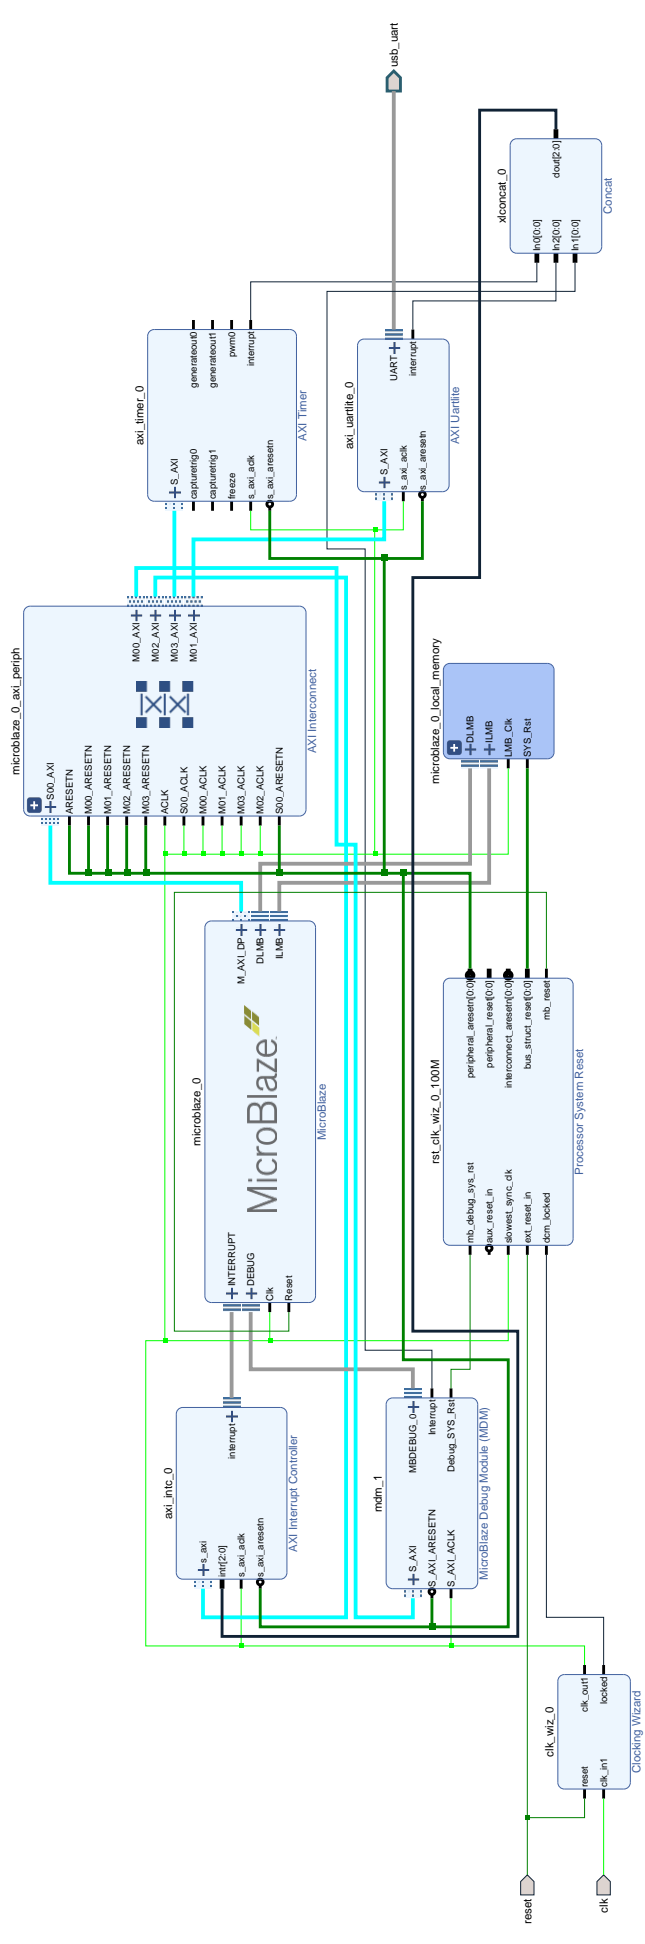 reset
clk
clk_wiz_0
reset
clk_in1
clk_out1
locked
Clocking Wizard
axi_intc_0
s_axi
intr[2:0]
s_axi_aclk
s_axi_aresetn
interrupt
AXI Interrupt Controller
mdm_1
S_AXI
S_AXI_ARESETN
S_AXI_ACLK
MBDEBUG_0
Interrupt
Debug_SYS_Rst
MicroBlaze Debug Module (MDM)
microblaze_0
INTERRUPT
DEBUG
Clk
Reset
MicroBlaze
M_AXI_DP
DLMB
ILMB
MicroBlaze
rst_clk_wiz_0_100M
mb_debug_sys_rst
aux_reset_in
slowest_sync_clk
ext_reset_in
dcm_locked
peripheral_aresetn[0:0]
peripheral_reset[0:0]
interconnect_aresetn[0:0]
bus_struct_reset[0:0]
mb_reset
Processor System Reset
microblaze_0_axi_periph
S00_AXI
ARESETN
M00_ARESETN
M01_ARESETN
M02_ARESETN
M03_ARESETN
ACLK
S00_ACLK
M00_ACLK
M01_ACLK
M03_ACLK
M02_ACLK
S00_ARESETN
M00_AXI
M02_AXI
M03_AXI
M01_AXI
AXI Interconnect
microblaze_0_local_memory
DLMB
ILMB
LMB_Clk
SYS_Rst
axi_timer_0
S_AXI
capturetrig0
capturetrig1
freeze
s_axi_aclk
s_axi_aresetn
generateout0
generateout1
pwm0
interrupt
AXI Timer
axi_uartlite_0
S_AXI
s_axi_aclk
s_axi_aresetn
UART
interrupt
AXI Uartlite
xlconcat_0
In0[0:0]
In2[0:0]
In1[0:0]
dout[2:0]
Concat
usb_uart